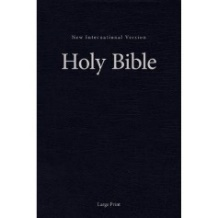 New International Version
Holy Bible
Large Print